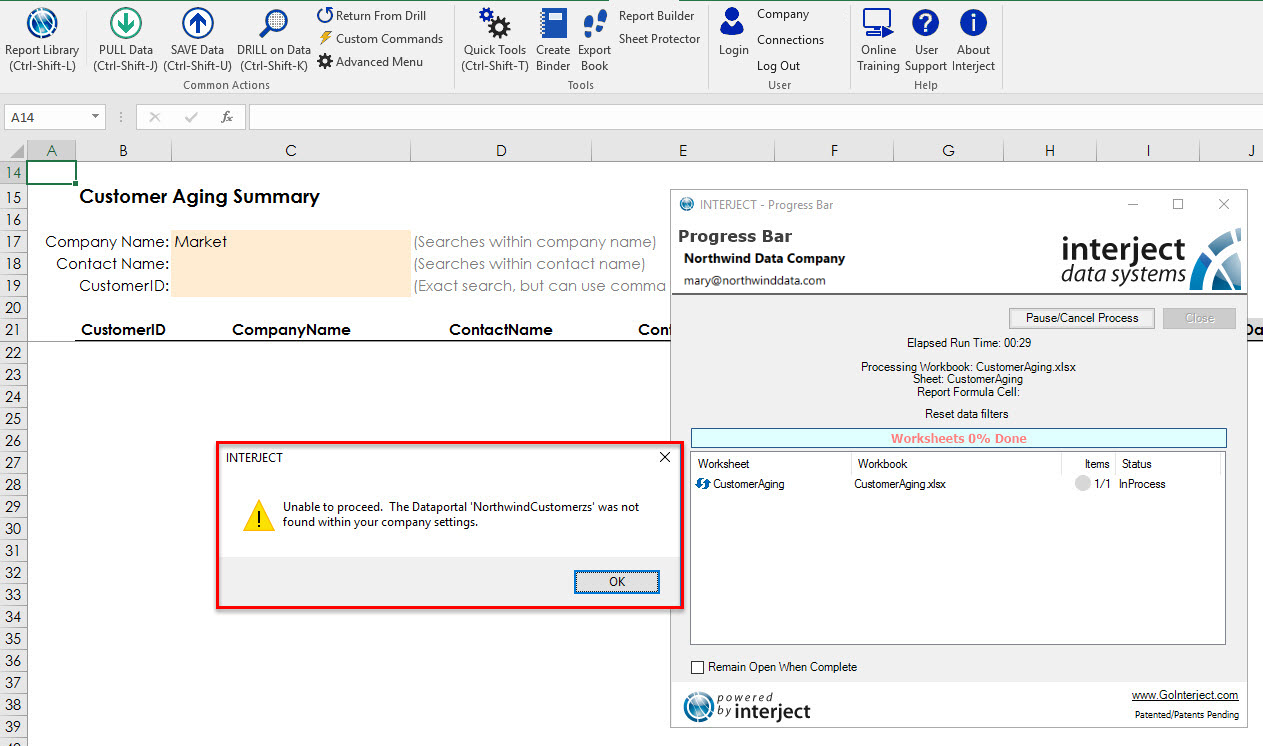 Report Library
(Ctrl-Shift-L)
PULL Data
(Ctrl-Shift-J)
SAVE Data
(Ctrl-Shift-U)
DRILL on Data
(Ctrl-Shift-K)
Return From Drill
Custom Commands
Advanced Menu
Common Actions
Quick Tools
(Ctrl-Shift-T)
Create
Binder
Export
Book
Report Builder
Sheet Protector
Tools
Login
Company
Connections
Log Out
User
Online
Training
User
Support
About
Interject
Help
A14
fx
A B C D E F G H I J
14
15 Customer Aging Summary
16
17 Company Name: Market (Searches within company name)
18 Contact Name: (Searches within contact name)
19 CustomerID: (Exact search, but can use comma
20
21 CustomerID CompanyName ContactName Cont Da
22
23
24
25
26
27
28
29
30
31
32
33
34
35
36
37
38
39
INTERJECT
Unable to proceed. The Dataportal 'NorthwindCustomerzs' was not
found within your company settings.
OK
INTERJECT - Progress Bar
Progress Bar
Northwind Data Company
mary@northwinddata.com
interject
data systems
Pause/Cancel Process
Close
Elapsed Run Time: 00:29
Processing Workbook: CustomerAging.xlsx
Sheet: CustomerAging
Report Formula Cell:
Reset data filters
Worksheets 0% Done
Worksheet Workbook Items Status
CustomerAging CustomerAging.xlsx 1/1 InProcess
Remain Open When Complete
powered
by interject
www.GoInterject.com
Patented/Patents Pending